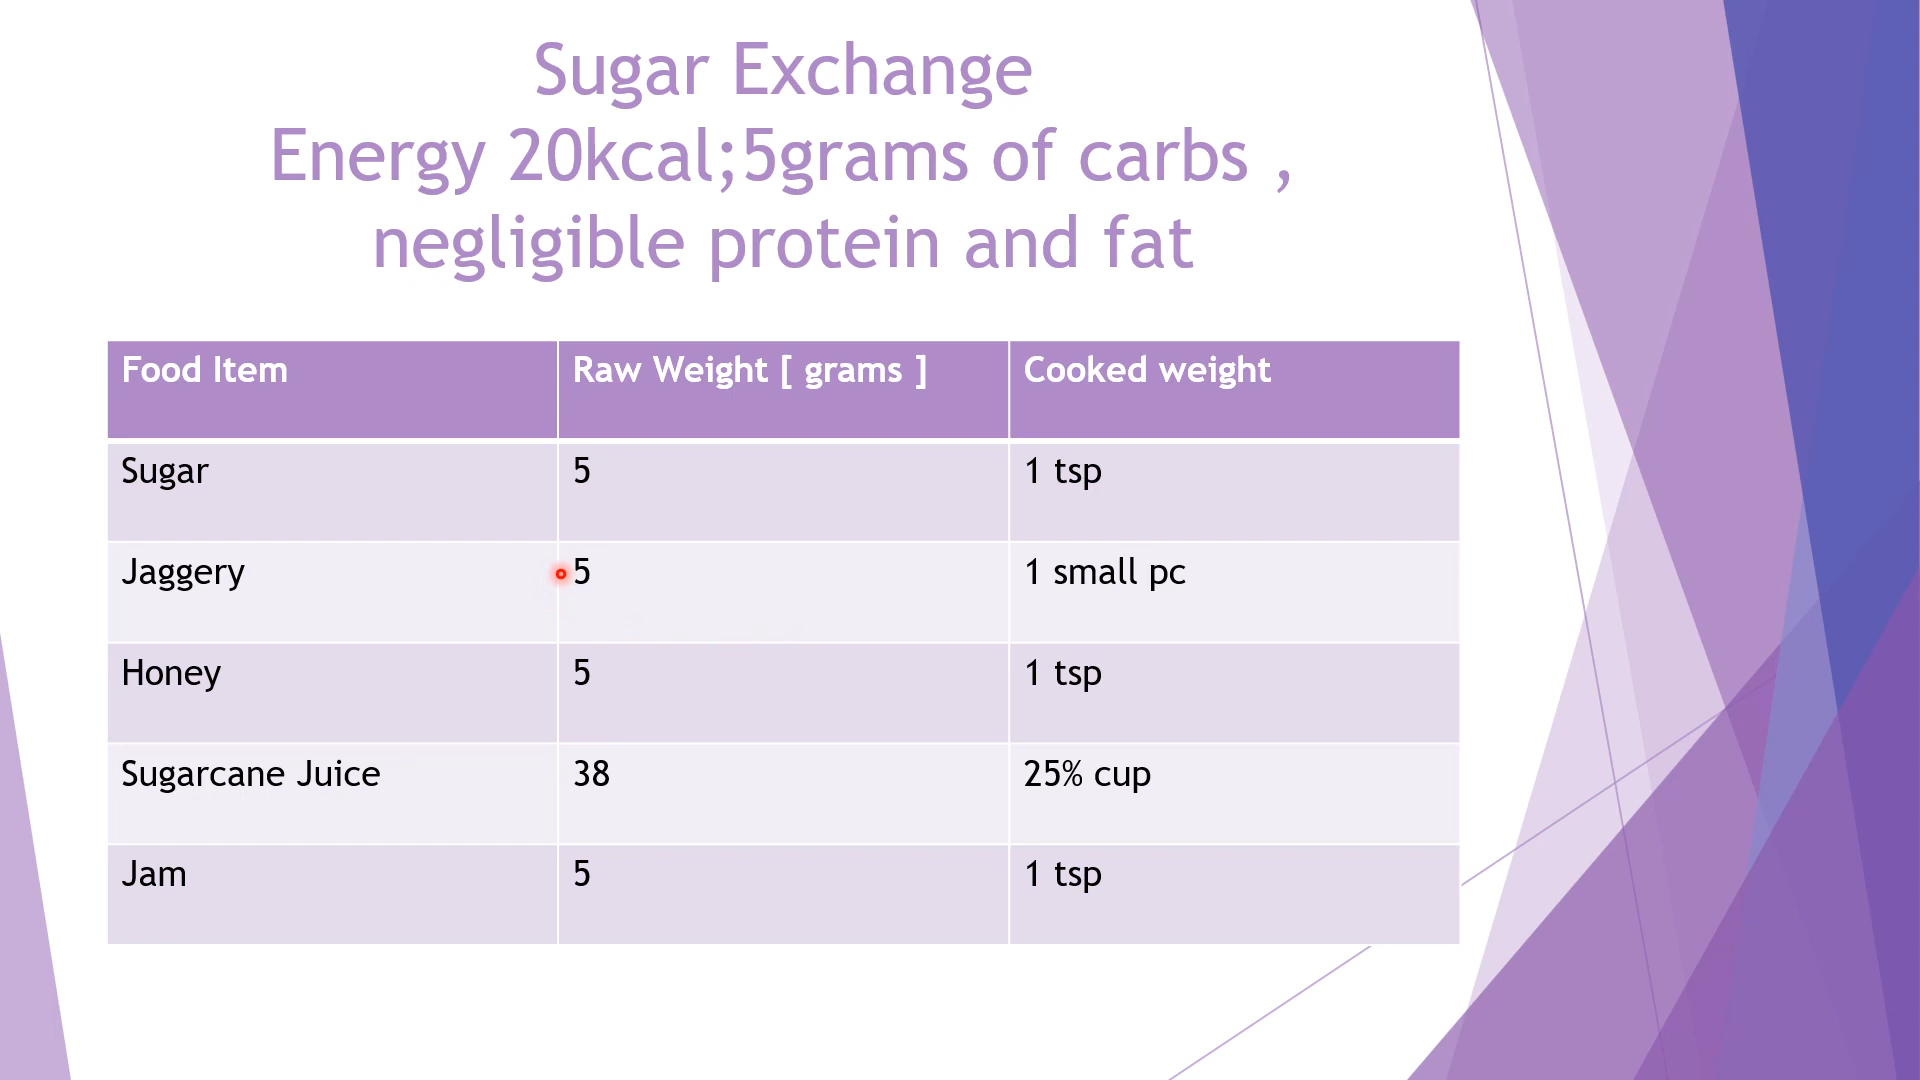 Sugar Exchange
Energy 20kcal;5grams of carbs ,
negligible protein and fat
Food Item Raw Weight [ grams ] Cooked weight
Sugar 5 1 tsp
Jaggery 5 1 small pc
Honey 5 1 tsp
Sugarcane Juice 38 25% cup
Jam 5 1 tsp